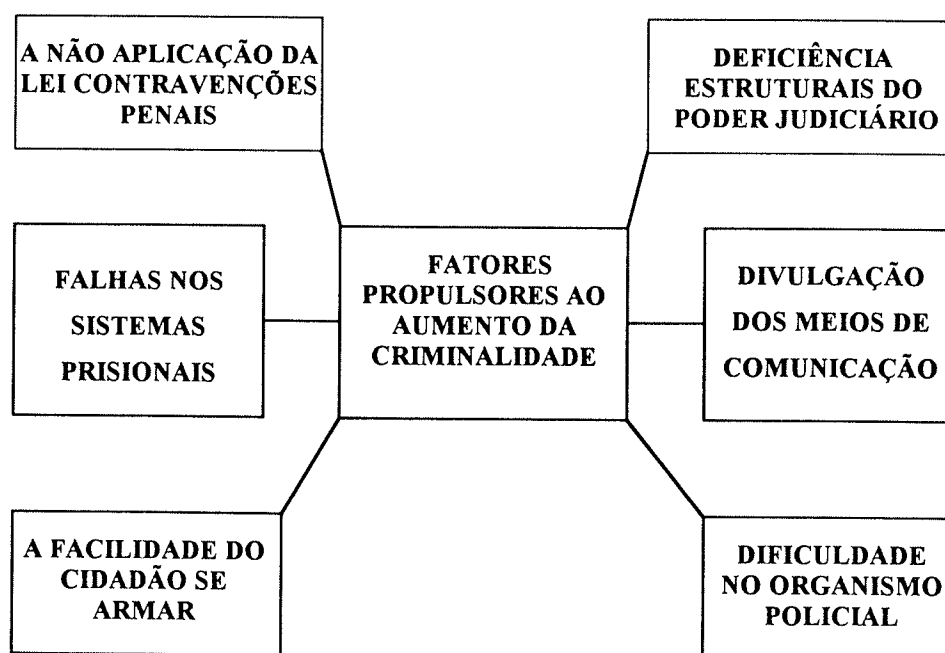 A NÃO APLICAÇÃO DA
LEI CONTRAVENÇÕES
PENAIS
DEFICIÊNCIA
ESTRUTURAIS DO
PODER JUDICIÁRIO
FALHAS NOS
SISTEMAS
PRISIONAIS
FATORES
PROPULSORES AO
AUMENTO DA
CRIMINALIDADE
DIVULGAÇÃO
DOS MEIOS DE
COMUNICAÇÃO
A FACILIDADE DO
CIDADÃO SE
ARMAR
DIFICULDADE
NO ORGANISMO
POLICIAL